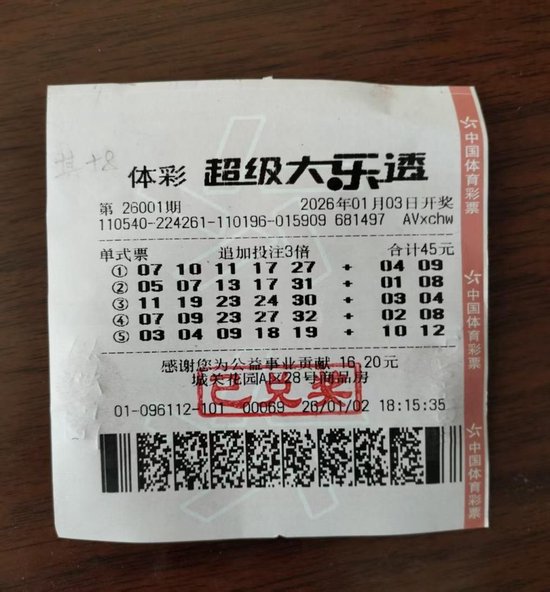 体彩 超级大乐透
第 26001期 2026年01月03日开奖
110540-224261-110196-015909 681497 AVxchw
单式票 追加投注3倍 合计45元
① 07 10 11 17 27 + 04 09
② 05 07 13 17 31 + 01 08
③ 11 19 23 24 30 + 03 04
④ 07 09 23 27 32 + 02 08
⑤ 03 04 09 18 19 + 10 12
感谢您为公益事业贡献 16.20元
城关花园A区28号商品房
已兑奖
01-096112-101 00069 26/01/02 18:15:35
中国体育彩票
中国体育彩票
中国体育彩票